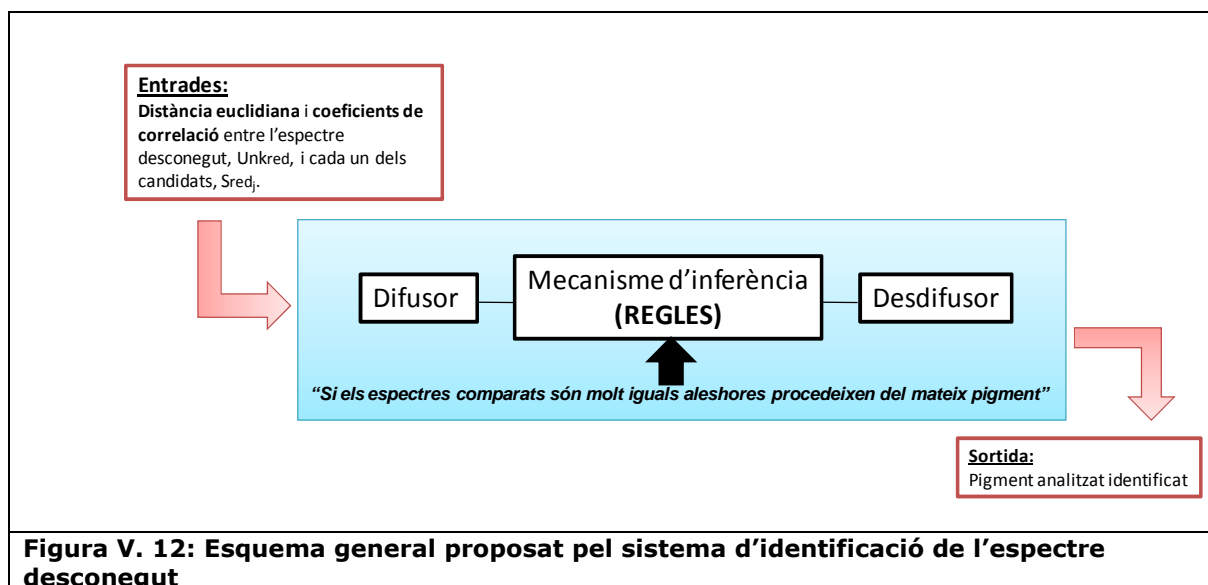 Entrades:
Distància euclidiana i coeficients de
correlació entre l'espectre
desconegut, Unkred, i cada un dels
candidats, Sredj.
Difusor
Mecanisme d'inferència
(REGLES)
Desdifusor
“Si els espectres comparats són molt iguals aleshores procedeixen del mateix pigment”
Sortida:
Pigment analitzat identificat
Figura V. 12: Esquema general proposat pel sistema d'identificació de l'espectre
desconegut